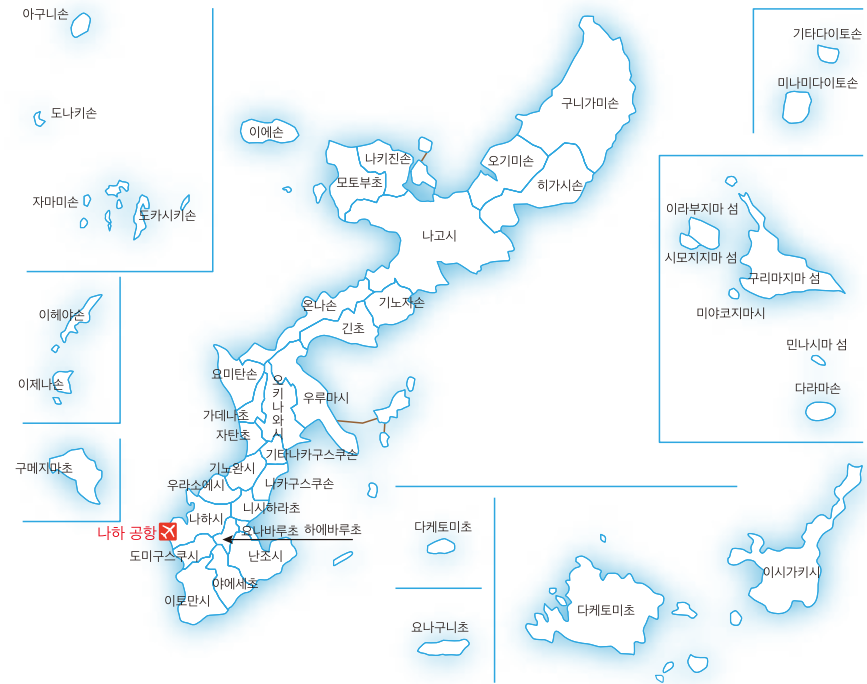 아구니손
도나키손
자마미손
도카시키손
이헤야손
이제나손
구메지마초
이에손
나키진손
모토부초
구니가미손
오기미손
히가시손
나고시
온나손
기노자손
긴초
요미탄손
오키나와시
우루마시
가데나초
자탄초
기타나카구스쿠손
기노완시
우라소에시
나카구스쿠손
니시하라초
나하시
나하 공항
요나바루초
하에바루초
도미구스쿠시
난조시
야에세초
이토만시
기타다이토손
미나미다이토손
이라부지마 섬
시모지지마 섬
구리마지마 섬
미야코지마시
민나시마 섬
다라마손
다케토미초
요나구니초
다케토미초
이시가키시